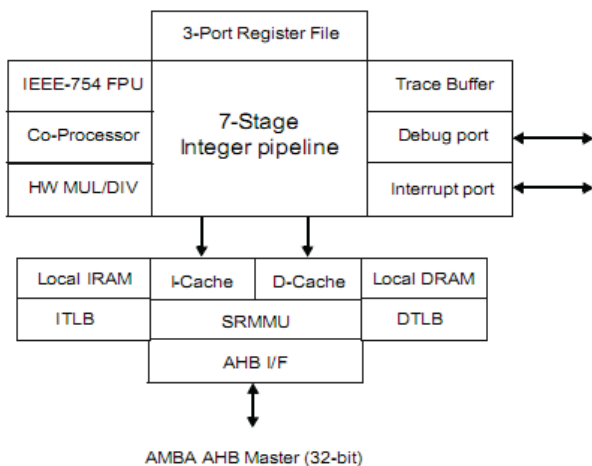 3-Port Register File
IEEE-754 FPU
7-Stage
Integer pipeline
Trace Buffer
Co-Processor
Debug port
HW MUL/DIV
Interrupt port
Local IRAM
I-Cache
D-Cache
Local DRAM
ITLB
SRMMU
DTLB
AHB I/F
AMBA AHB Master (32-bit)